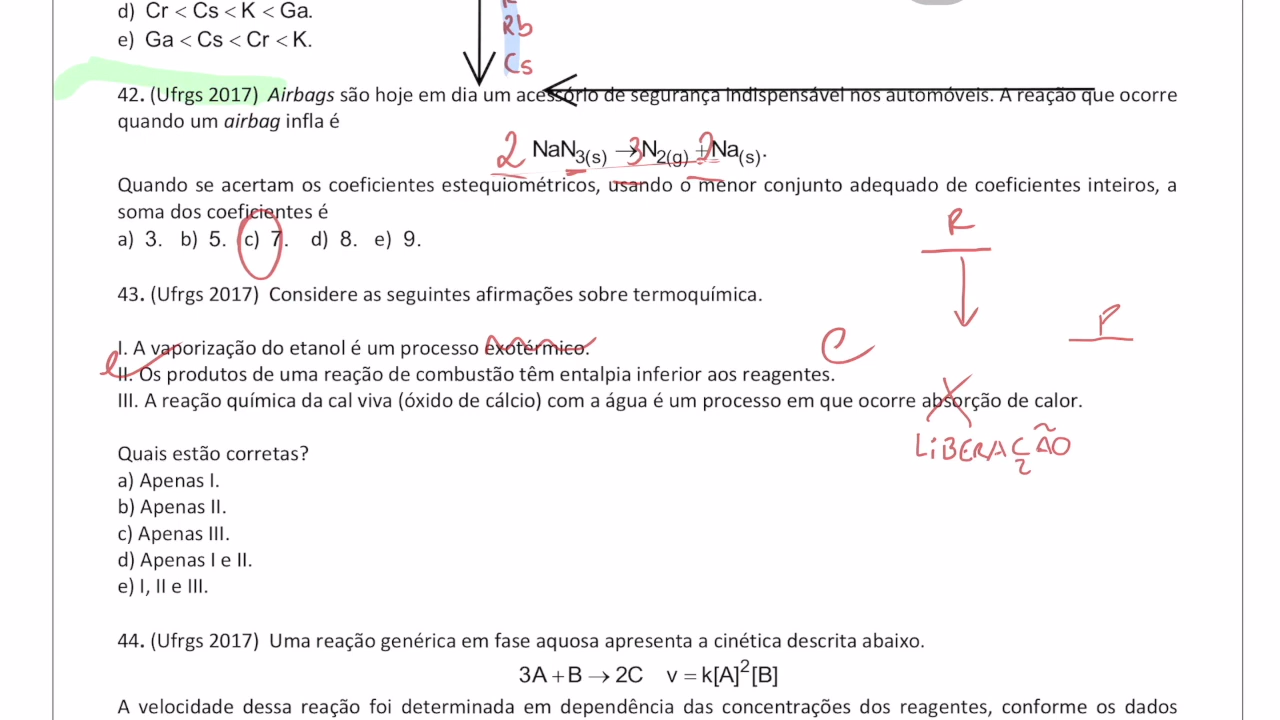 d) Cr < Cs < K < Ga.
e) Ga < Cs < Cr < K.
Rb
Cs
42. (Ufrgs 2017) Airbags são hoje em dia um acessório de segurança indispensável nos automóveis. A reação que ocorre
quando um airbag infla é
2 NaN3(s) → 3 N2(g) + 2 Na(s).
Quando se acertam os coeficientes estequiométricos, usando o menor conjunto adequado de coeficientes inteiros, a
soma dos coeficientes é
a) 3. b) 5. c) 7. d) 8. e) 9.
R
P
43. (Ufrgs 2017) Considere as seguintes afirmações sobre termoquímica.
I. A vaporização do etanol é um processo exotérmico.
C
II. Os produtos de uma reação de combustão têm entalpia inferior aos reagentes.
III. A reação química da cal viva (óxido de cálcio) com a água é um processo em que ocorre absorção de calor.
LIBERAÇÃO
Quais estão corretas?
a) Apenas I.
b) Apenas II.
c) Apenas III.
d) Apenas I e II.
e) I, II e III.
44. (Ufrgs 2017) Uma reação genérica em fase aquosa apresenta a cinética descrita abaixo.
3A + B → 2C v = k[A]²[B]
A velocidade dessa reação foi determinada em dependência das concentrações dos reagentes, conforme os dados